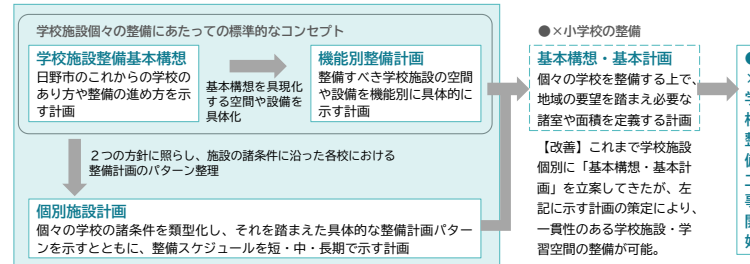 学校施設個々の整備にあたっての標準的なコンセプト
学校施設整備基本構想
日野市のこれからの学校の
あり方や整備の進め方を示
す計画
基本構想を具現化
する空間や設備を
具体化
機能別整備計画
整備すべき学校施設の空間
や設備を機能別に具体的に
示す計画
2つの方針に照らし、施設の諸条件に沿った各校における
整備計画のパターン整理
個別施設計画
個々の学校の諸条件を類型化し、それを踏まえた具体的な整備計画パター
ンを示すとともに、整備スケジュールを短・中・長期で示す計画
●×小学校の整備
基本構想・基本計画
個々の学校を整備する上で、
地域の要望を踏まえ必要な
諸室や面積を定義する計画
【改善】これまで学校施設
個別に「基本構想・基本計
画」を立案してきたが、左
記に示す計画の策定により、
一貫性のある学校施設・学
習空間の整備が可能。